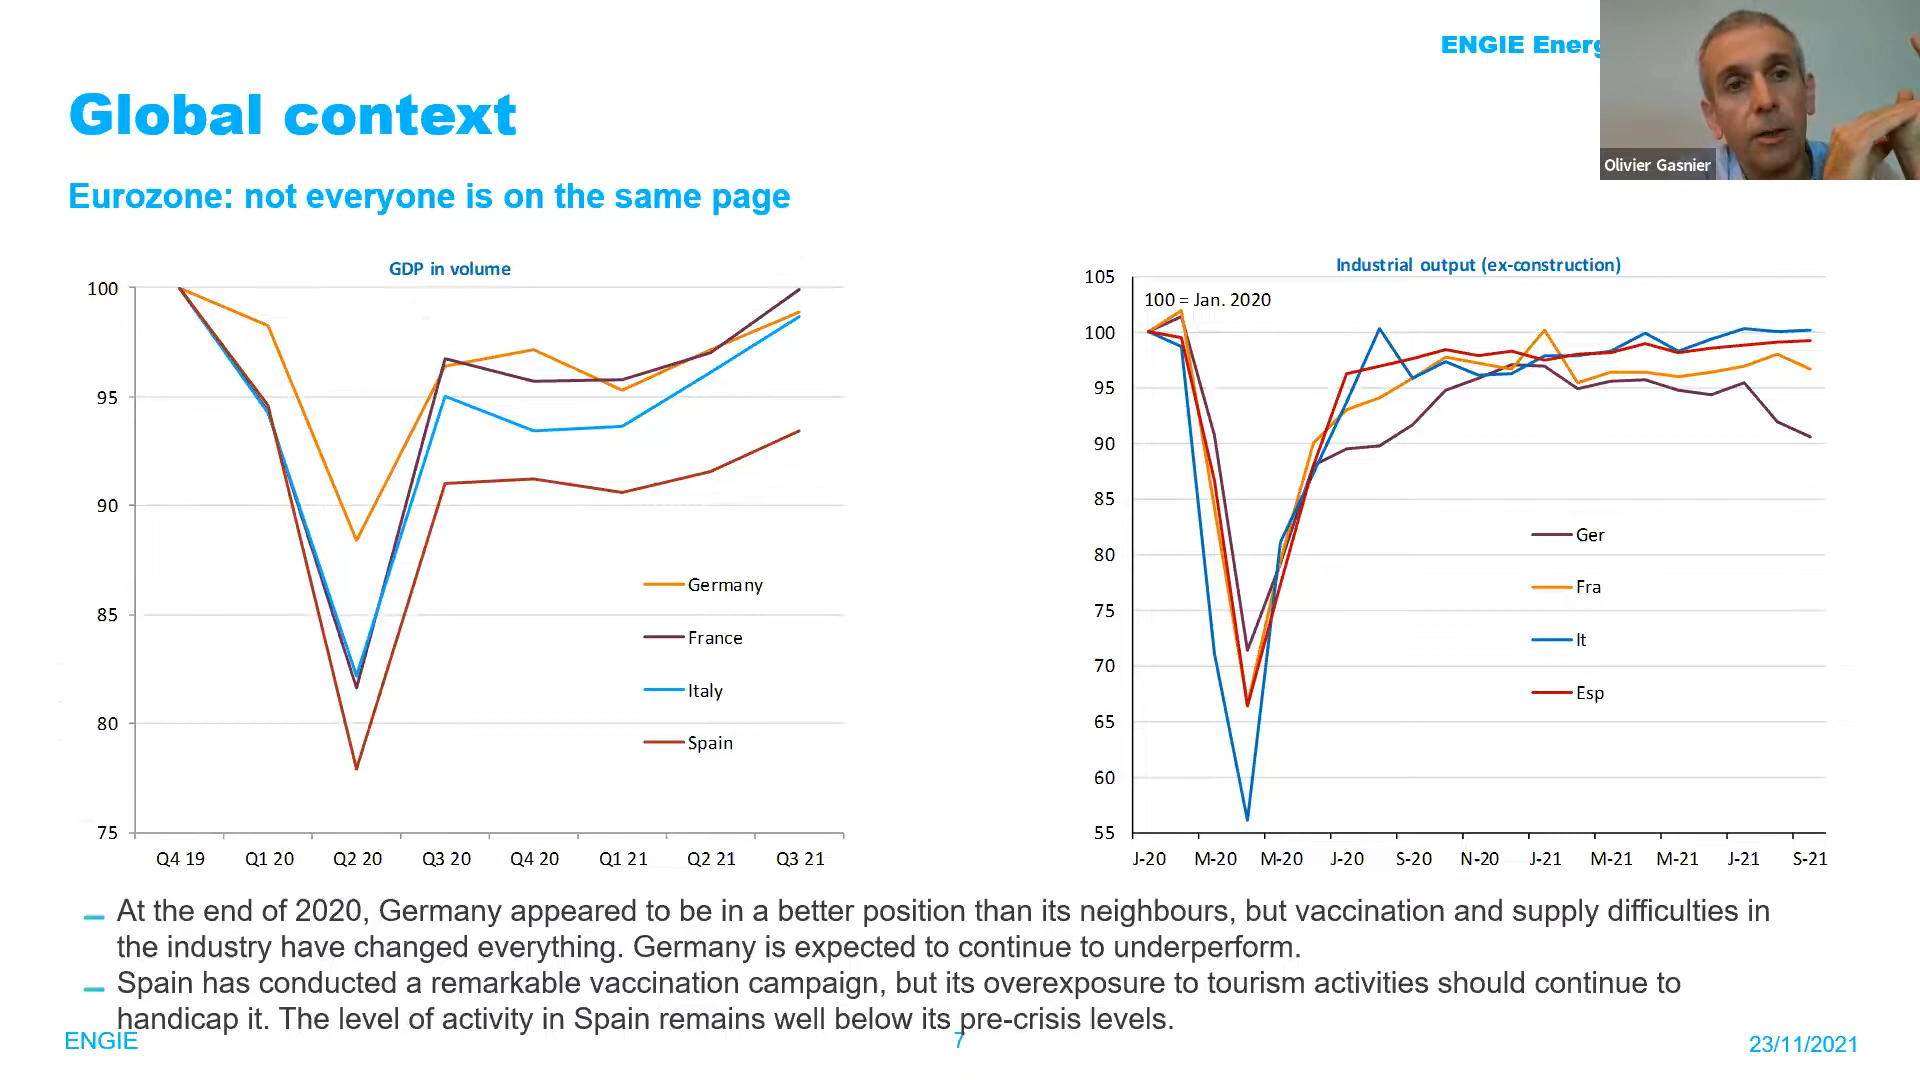 ENGIE Energ
Olivier Gasnier
Global context
Eurozone: not everyone is on the same page
GDP in volume
100
95
90
85
80
75
Q4 19 Q1 20 Q2 20 Q3 20 Q4 20 Q1 21 Q2 21 Q3 21
Germany
France
Italy
Spain
Industrial output (ex-construction)
100 = Jan. 2020
105
100
95
90
85
80
75
70
65
60
55
J-20 M-20 M-20 J-20 S-20 N-20 J-21 M-21 M-21 J-21 S-21
Ger
Fra
It
Esp
At the end of 2020, Germany appeared to be in a better position than its neighbours, but vaccination and supply difficulties in
the industry have changed everything. Germany is expected to continue to underperform.
Spain has conducted a remarkable vaccination campaign, but its overexposure to tourism activities should continue to
handicap it. The level of activity in Spain remains well below its pre-crisis levels.
ENGIE
7
23/11/2021